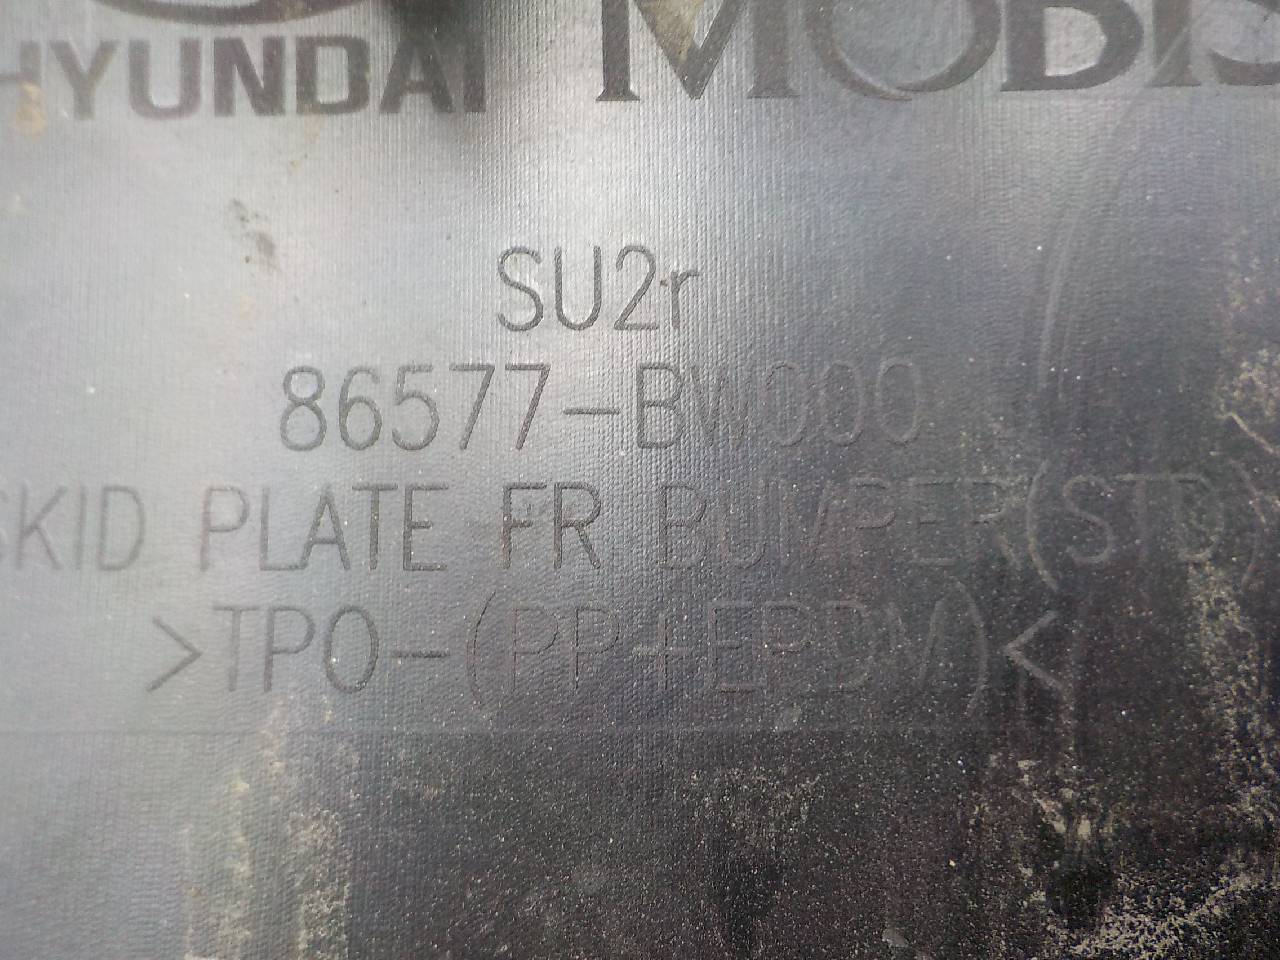 HYUNDAI MOBIS
SU2r
86577-BW000
SKID PLATE FR BUMPER(STD)
>TPO-(PP+EPDM)<